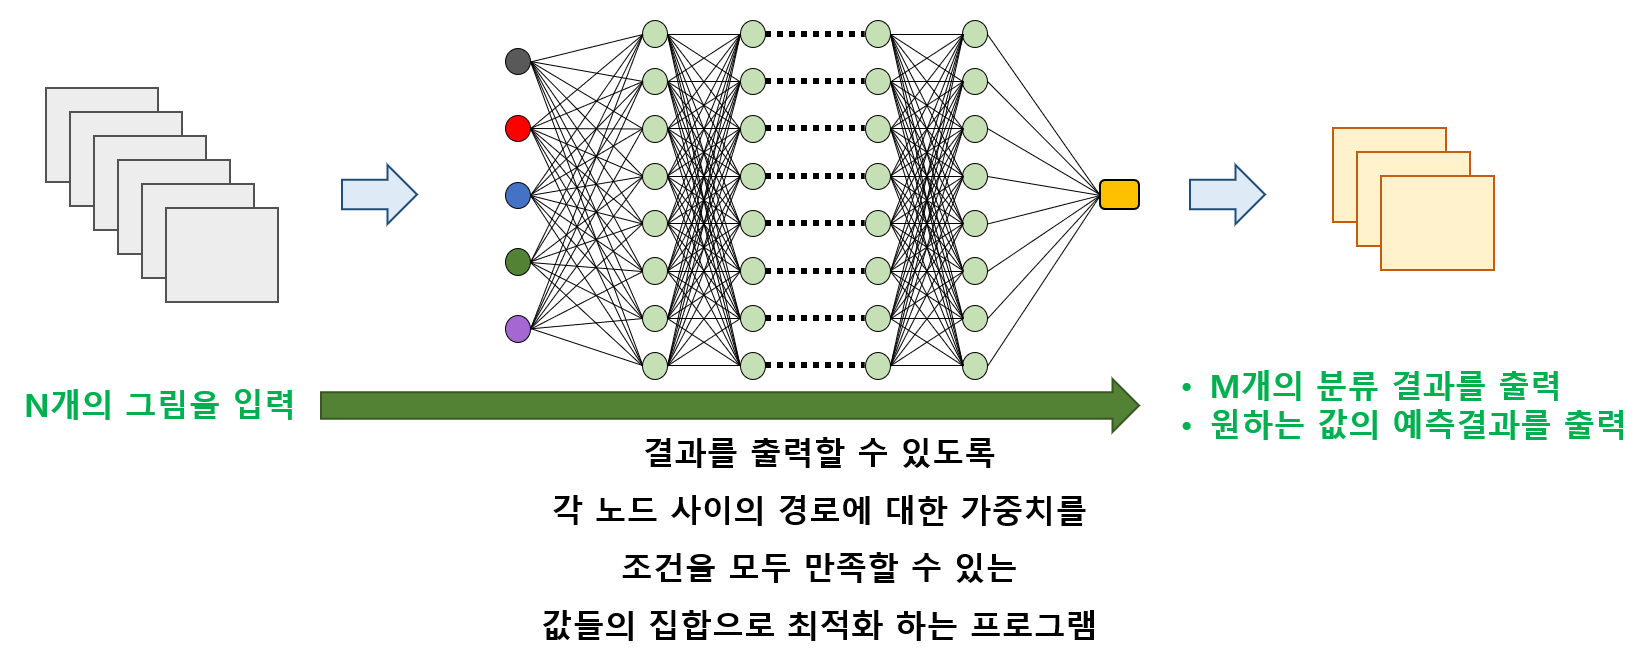 N개의 그림을 입력
• M개의 분류 결과를 출력
• 원하는 값의 예측결과를 출력
결과를 출력할 수 있도록
각 노드 사이의 경로에 대한 가중치를
조건을 모두 만족할 수 있는
값들의 집합으로 최적화 하는 프로그램